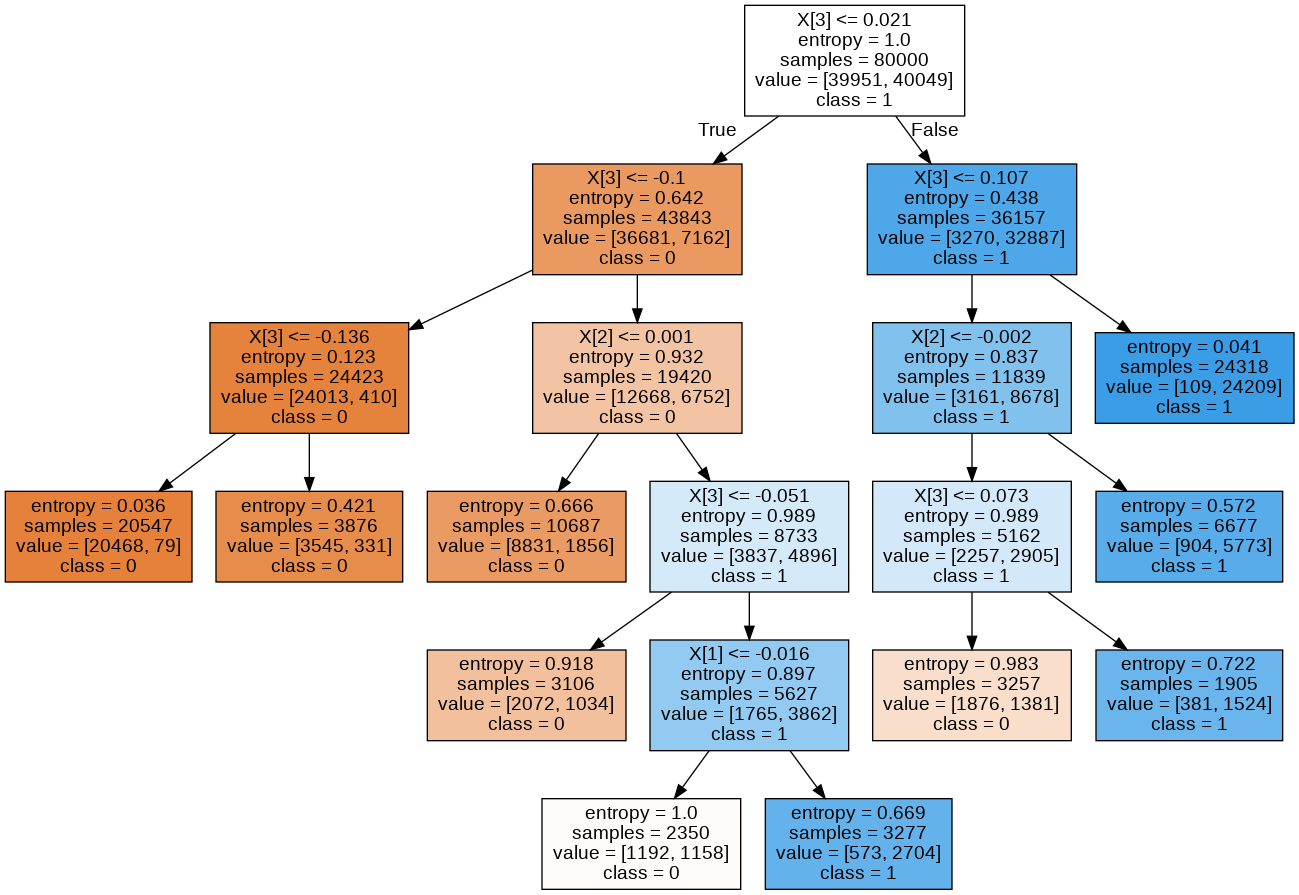 X[3] <= 0.021
entropy = 1.0
samples = 80000
value = [39951, 40049]
class = 1
True
False
X[3] <= -0.1
entropy = 0.642
samples = 43843
value = [36681, 7162]
class = 0
X[3] <= 0.107
entropy = 0.438
samples = 36157
value = [3270, 32887]
class = 1
X[3] <= -0.136
entropy = 0.123
samples = 24423
value = [24013, 410]
class = 0
X[2] <= 0.001
entropy = 0.932
samples = 19420
value = [12668, 6752]
class = 0
X[2] <= -0.002
entropy = 0.837
samples = 11839
value = [3161, 8678]
class = 1
entropy = 0.041
samples = 24318
value = [109, 24209]
class = 1
entropy = 0.036
samples = 20547
value = [20468, 79]
class = 0
entropy = 0.421
samples = 3876
value = [3545, 331]
class = 0
entropy = 0.666
samples = 10687
value = [8831, 1856]
class = 0
X[3] <= -0.051
entropy = 0.989
samples = 8733
value = [3837, 4896]
class = 1
X[3] <= 0.073
entropy = 0.989
samples = 5162
value = [2257, 2905]
class = 1
entropy = 0.572
samples = 6677
value = [904, 5773]
class = 1
entropy = 0.918
samples = 3106
value = [2072, 1034]
class = 0
X[1] <= -0.016
entropy = 0.897
samples = 5627
value = [1765, 3862]
class = 1
entropy = 0.983
samples = 3257
value = [1876, 1381]
class = 0
entropy = 0.722
samples = 1905
value = [381, 1524]
class = 1
entropy = 1.0
samples = 2350
value = [1192, 1158]
class = 0
entropy = 0.669
samples = 3277
value = [573, 2704]
class = 1